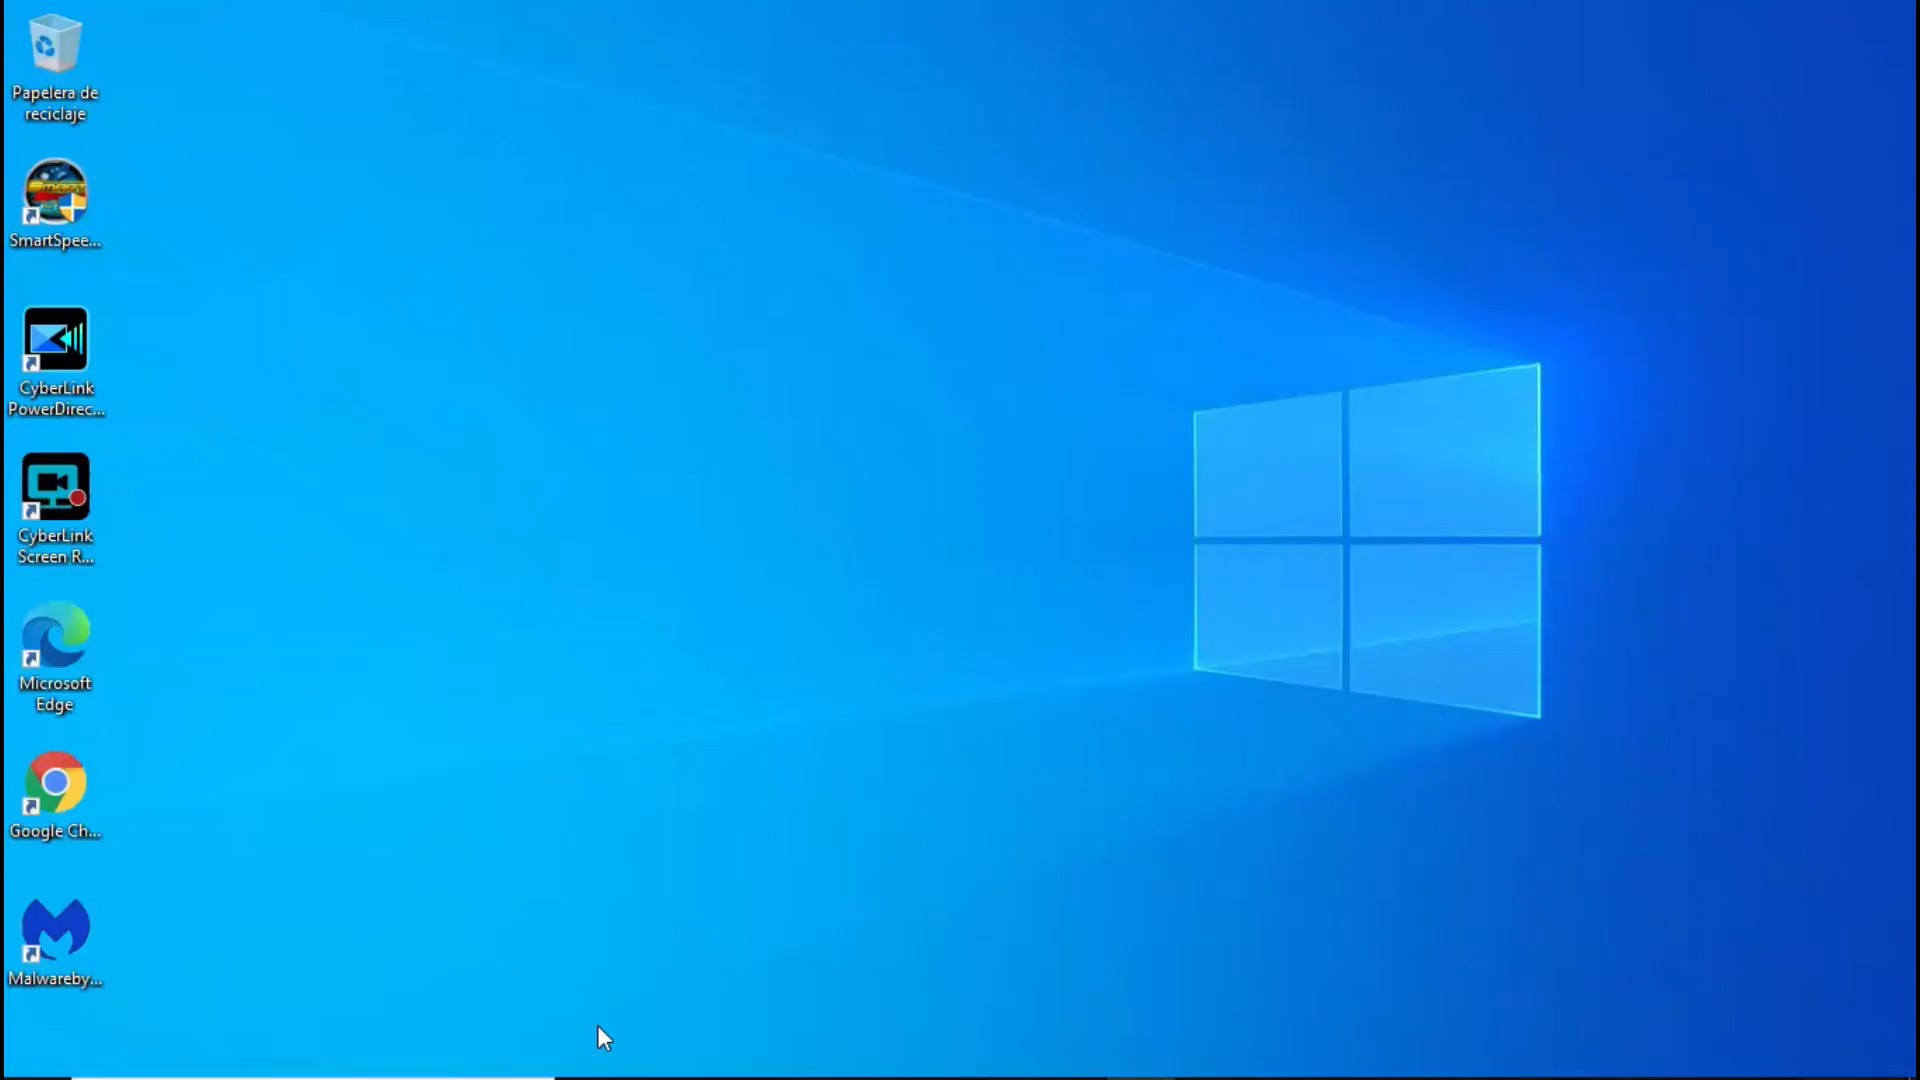 Papelera de
reciclaje
SmartSpee...
CyberLink
PowerDirec...
CyberLink
Screen R...
Microsoft
Edge
Google Ch...
Malwareby...